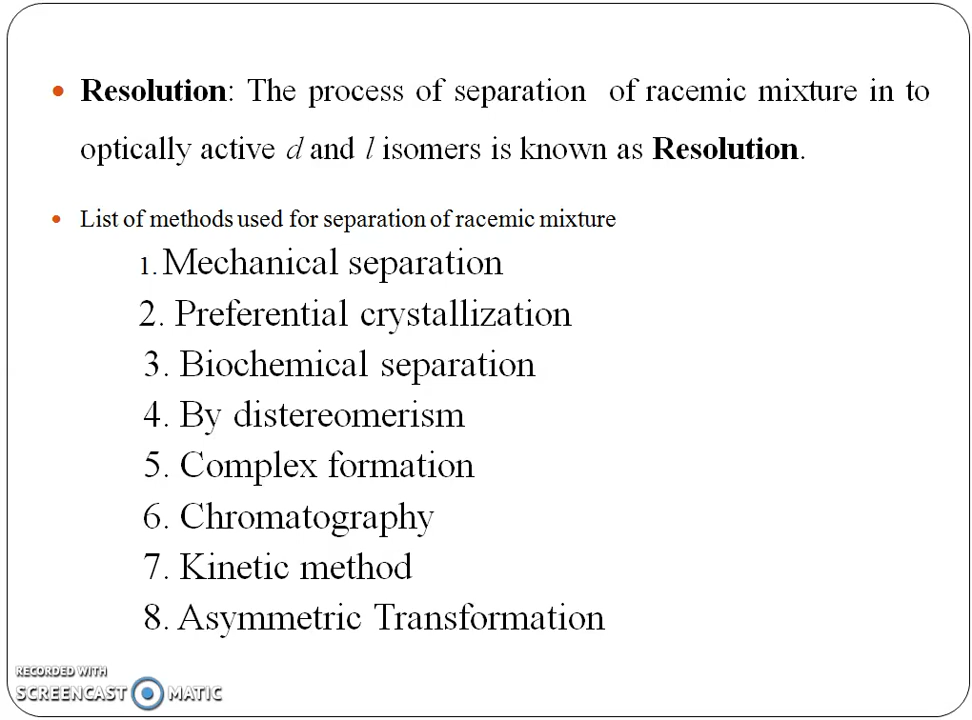 • Resolution: The process of separation of racemic mixture in to
optically active d and l isomers is known as Resolution.
• List of methods used for separation of racemic mixture
1. Mechanical separation
2. Preferential crystallization
3. Biochemical separation
4. By distereomerism
5. Complex formation
6. Chromatography
7. Kinetic method
8. Asymmetric Transformation
RECORDED WITH
SCREENCAST MATIC